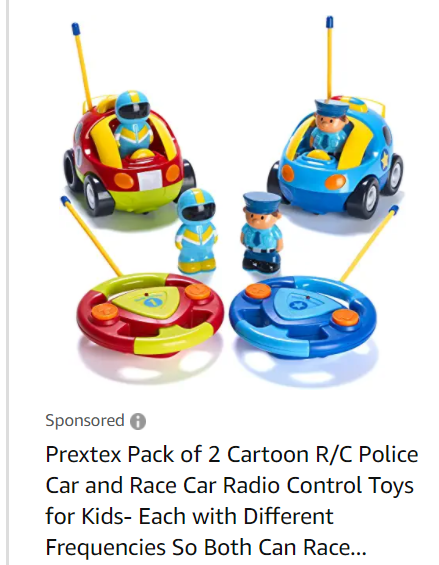 Sponsored
Prextex Pack of 2 Cartoon R/C Police
Car and Race Car Radio Control Toys
for Kids- Each with Different
Frequencies So Both Can Race...